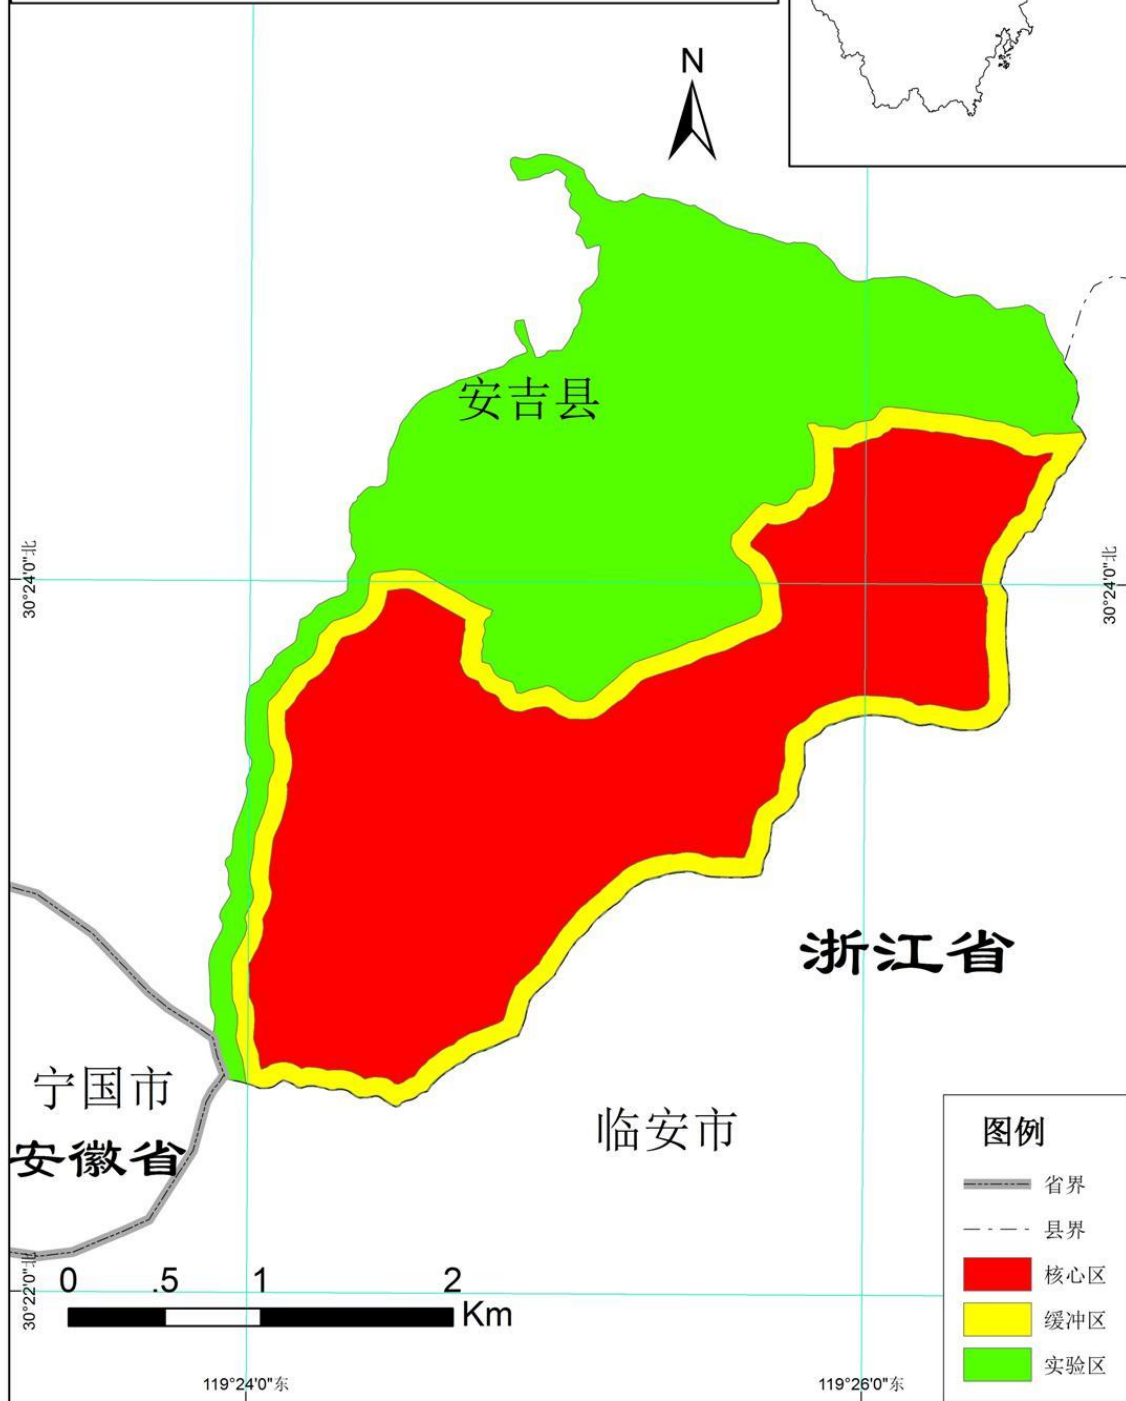 N
安吉县
30°24'0"北
30°24'0"北
浙江省
宁国市
安徽省
临安市
图例
省界
县界
核心区
缓冲区
实验区
30°22'0"北
0 .5 1 2
Km
119°24'0"东
119°26'0"东